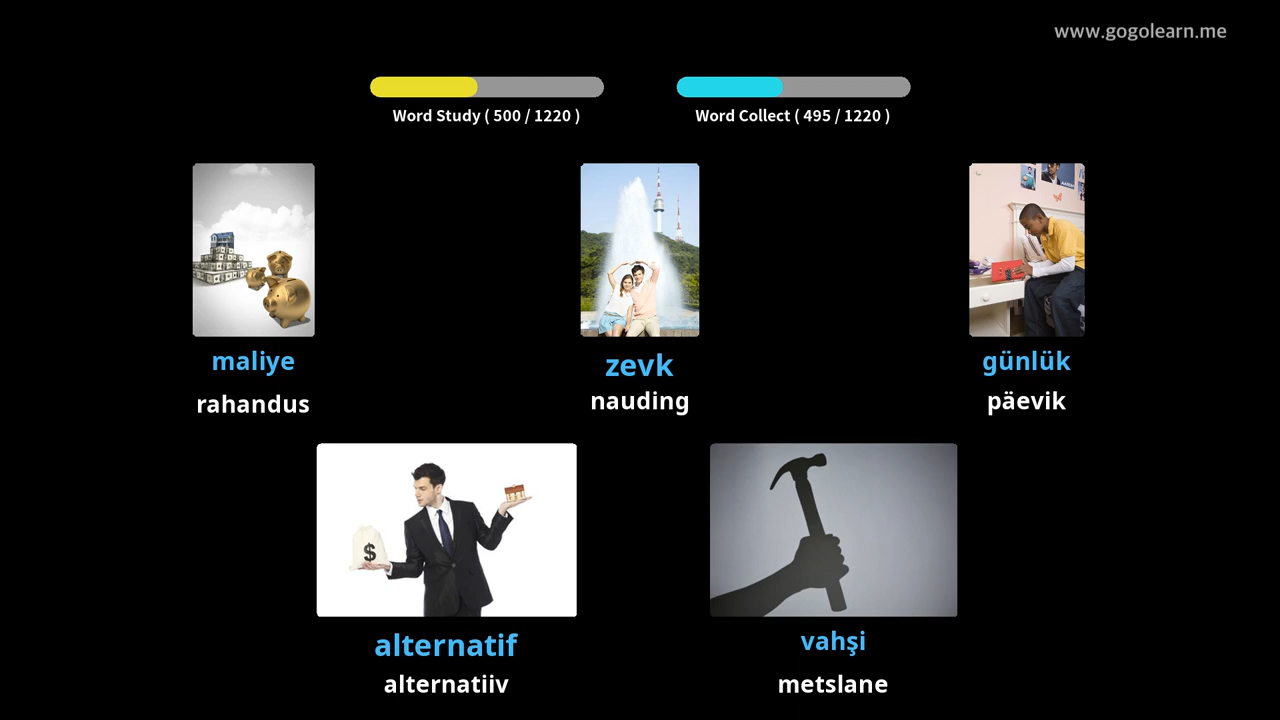 www.gogolearn.me
Word Study ( 500 / 1220 )
Word Collect ( 495 / 1220 )
maliye
rahandus
zevk
nauding
günlük
päevik
$
alternatif
alternatiiv
vahşi
metslane